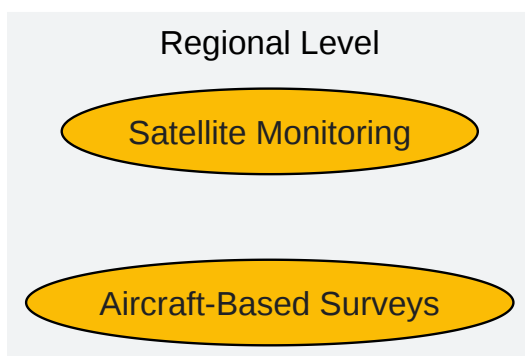 Regional Level
Satellite Monitoring
Aircraft-Based Surveys